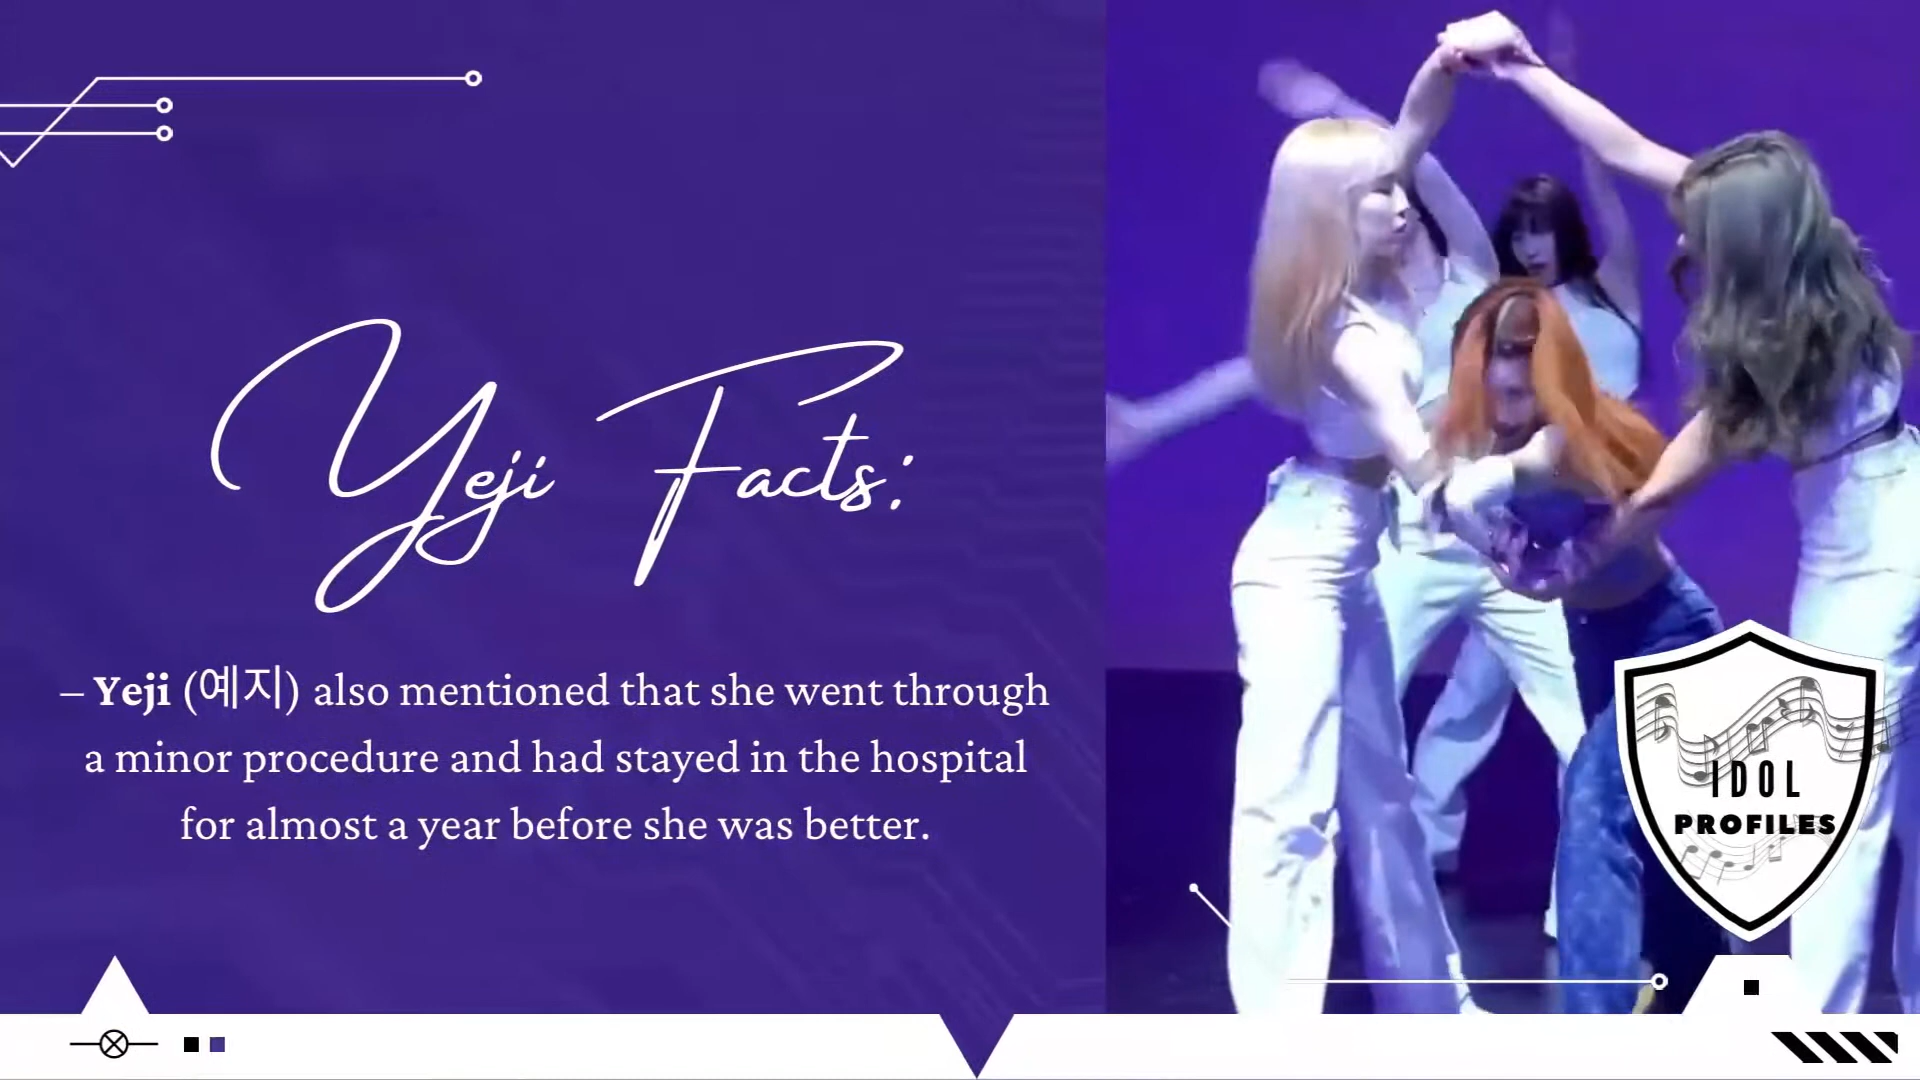 Yeji Facts:
– Yeji (예지) also mentioned that she went through
a minor procedure and had stayed in the hospital
for almost a year before she was better.
IDOL
PROFILES